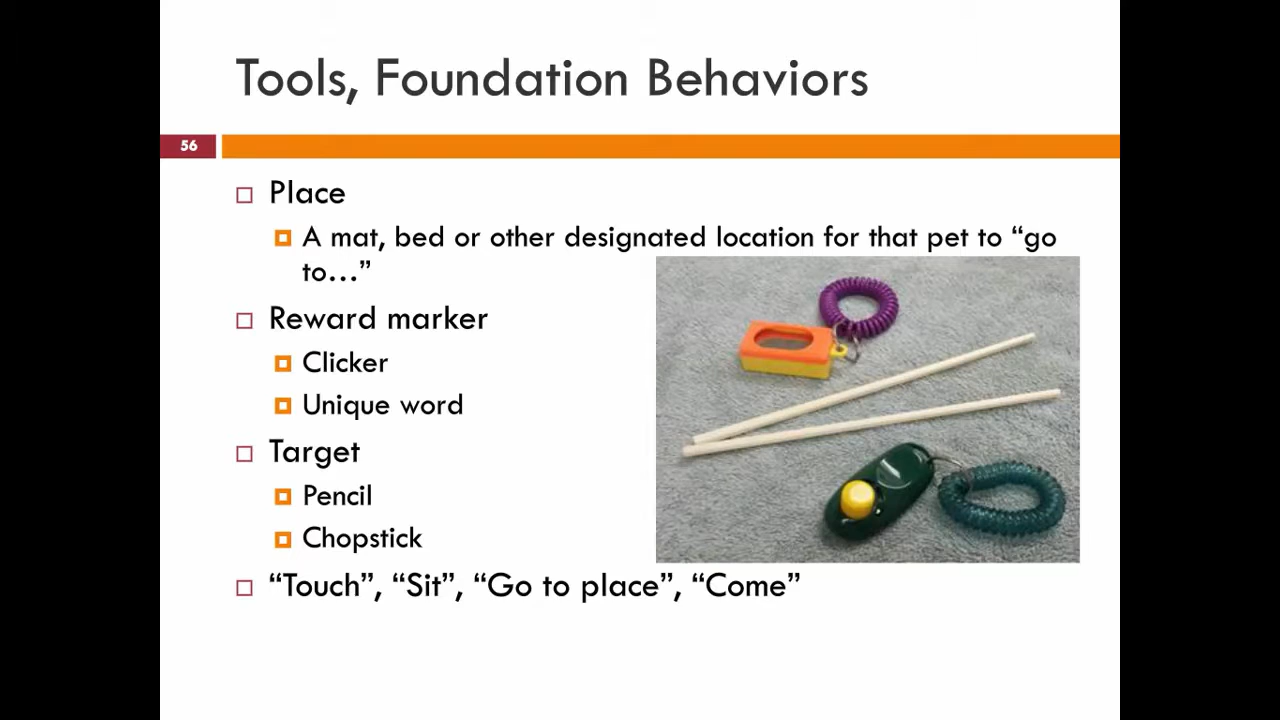 Tools, Foundation Behaviors
56
Place
A mat, bed or other designated location for that pet to “go
to…”
Reward marker
Clicker
Unique word
Target
Pencil
Chopstick
“Touch”, “Sit”, “Go to place”, “Come”